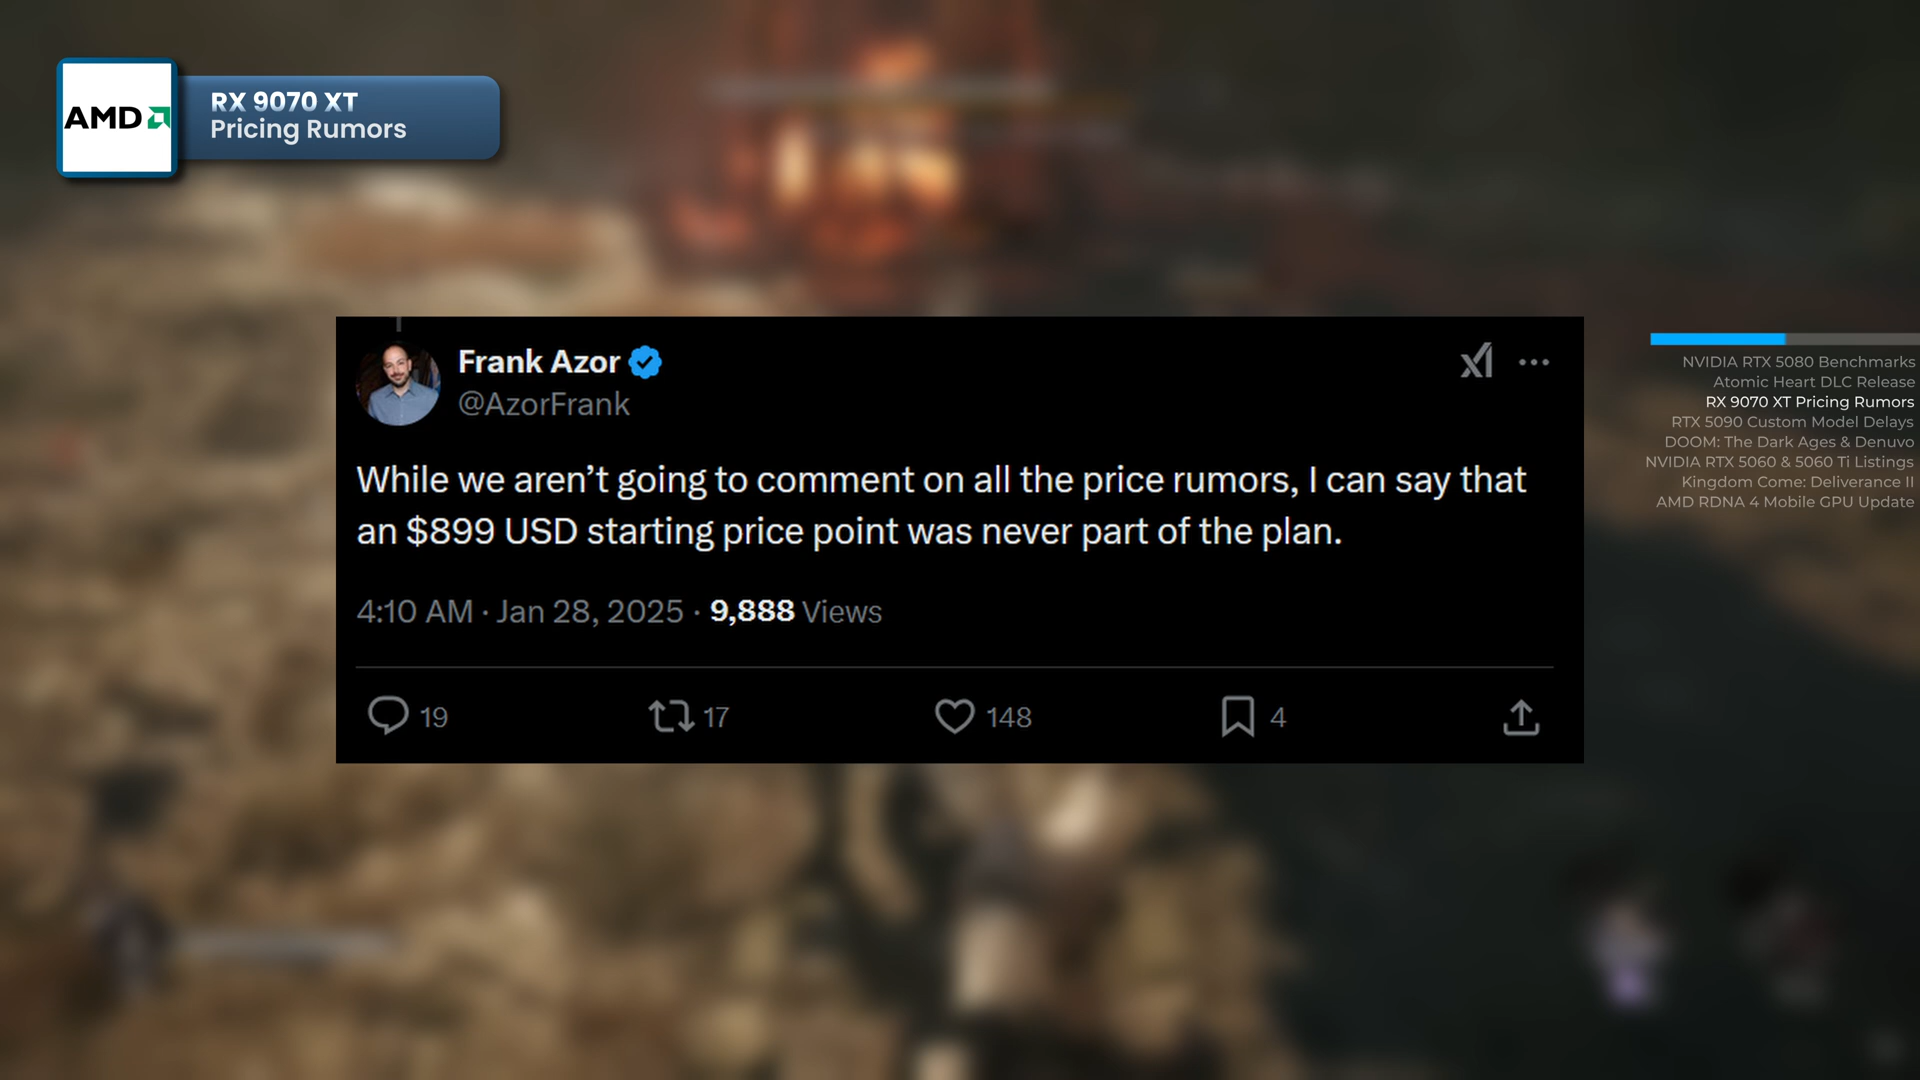 AMD
RX 9070 XT
Pricing Rumors
Frank Azor
@AzorFrank
While we aren’t going to comment on all the price rumors, I can say that
an $899 USD starting price point was never part of the plan.
4:10 AM · Jan 28, 2025 · 9,888 Views
19 17 148 4
NVIDIA RTX 5080 Benchmarks
Atomic Heart DLC Release
RX 9070 XT Pricing Rumors
RTX 5090 Custom Model Delays
DOOM: The Dark Ages & Denuvo
NVIDIA RTX 5060 & 5060 Ti Listings
Kingdom Come: Deliverance II
AMD RDNA 4 Mobile GPU Update